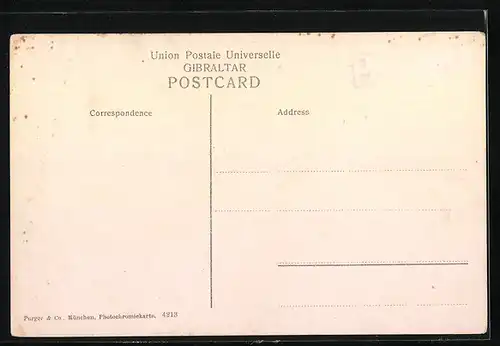 Union Postale Universelle
GIBRALTAR
POSTCARD
Correspondence
Address
Purger & Co., München, Photochromiekarte, 4213